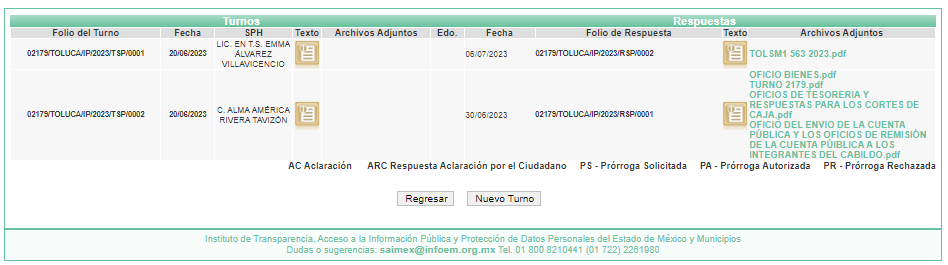 Turnos Respuestas
Folio del Turno Fecha SPH Texto Archivos Adjuntos Edo. Fecha Folio de Respuesta Texto Archivos Adjuntos
02179/TOLUCA/IP/2023/TSP/0001 20/06/2023
LIC. EN T.S. EMMA
ÁLVAREZ
VILLAVICENCIO
06/07/2023 02179/TOLUCA/IP/2023/RSP/0002
TOLSM1 563 2023.pdf
02179/TOLUCA/IP/2023/TSP/0002 20/06/2023
C. ALMA AMÉRICA
RIVERA TAVIZÓN
30/06/2023 02179/TOLUCA/IP/2023/RSP/0001
OFICIO BIENES.pdf
TURNO 2179.pdf
OFICIOS DE TESORERIA Y
RESPUESTAS PARA LOS CORTES DE
CAJA.pdf
OFICIO DEL ENVIO DE LA CUENTA
PÚBLICA Y LOS OFICIOS DE REMISIÓN
DE LA CUENTA PÚIBLICA A LOS
INTEGRANTES DEL CABILDO.pdf
AC Aclaración ARC Respuesta Aclaración por el Ciudadano PS - Prórroga Solicitada PA - Prórroga Autorizada PR - Prórroga Rechazada
Regresar Nuevo Turno
Instituto de Transparencia, Acceso a la Información Pública y Protección de Datos Personales del Estado de México y Municipios
Dudas o sugerencias: saimex@infoem.org.mx Tel. 01 800 8210441 (01 722) 2261980